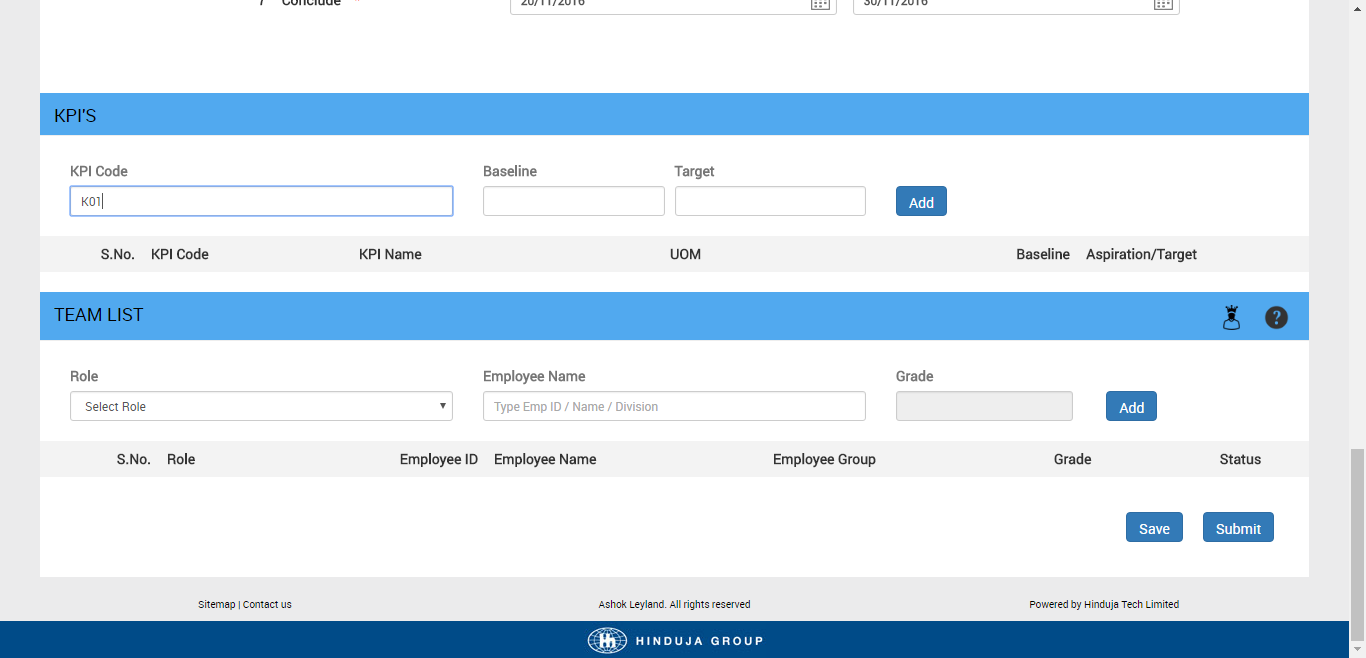 7 Conclude * 20/11/2016 30/11/2016
KPI'S
KPI Code Baseline Target
K01 Add
S.No. KPI Code KPI Name UOM Baseline Aspiration/Target
TEAM LIST ?
Role Employee Name Grade
Select Role Type Emp ID / Name / Division Add
S.No. Role Employee ID Employee Name Employee Group Grade Status
Save Submit
Sitemap | Contact us Ashok Leyland. All rights reserved Powered by Hinduja Tech Limited
HINDUJA GROUP